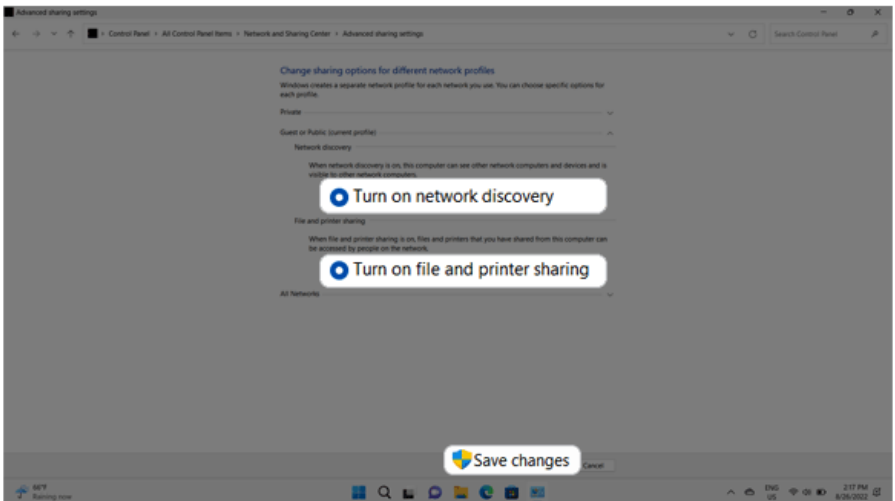 Advanced sharing settings
Control Panel > All Control Panel Items > Network and Sharing Center > Advanced sharing settings
Search Control Panel
Change sharing options for different network profiles
Windows creates a separate network profile for each network you use. You can choose specific options for
each profile.
Private
Guest or Public (current profile)
Network discovery
When network discovery is on, this computer can see other network computers and devices and is
visible to other network computers.
Turn on network discovery
File and printer sharing
When file and printer sharing is on, files and printers that you have shared from this computer can
be accessed by people on the network.
Turn on file and printer sharing
All Networks
Save changes
Cancel
66°F
Raining now
ENG
US
2:17 PM
8/26/2022